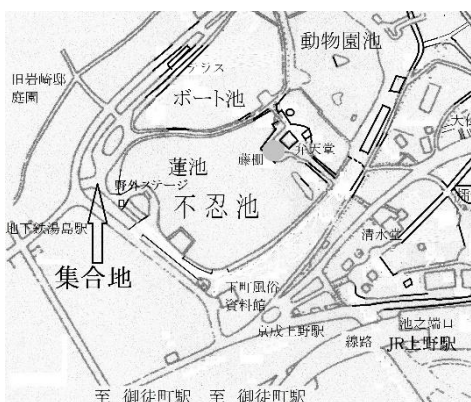 動物園池
旧岩崎邸
庭園
テラス
ボート池
弁天堂
藤棚
蓮池
野外ステージ
不忍池
地下鉄湯島駅
清水堂
集合地
下町風俗
資料館
京成上野駅
池之端口
線路
JR上野駅
至 御徒町駅
至 御徒町駅